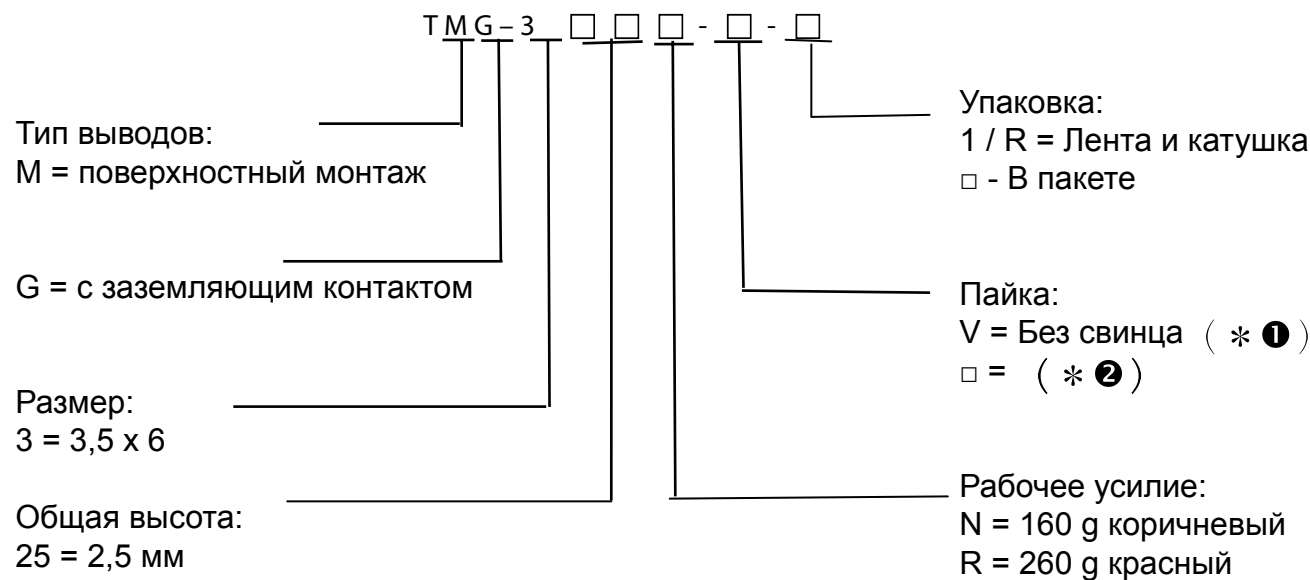 TMG-3 □ □ □ - □ - □
Тип выводов:
M = поверхностный монтаж
G = с заземляющим контактом
Размер:
3 = 3,5 x 6
Общая высота:
25 = 2,5 мм
Упаковка:
1 / R = Лента и катушка
□ - В пакете
Пайка:
V = Без свинца ( * ❶ )
□ = ( * ❷ )
Рабочее усилие:
N = 160 g коричневый
R = 260 g красный